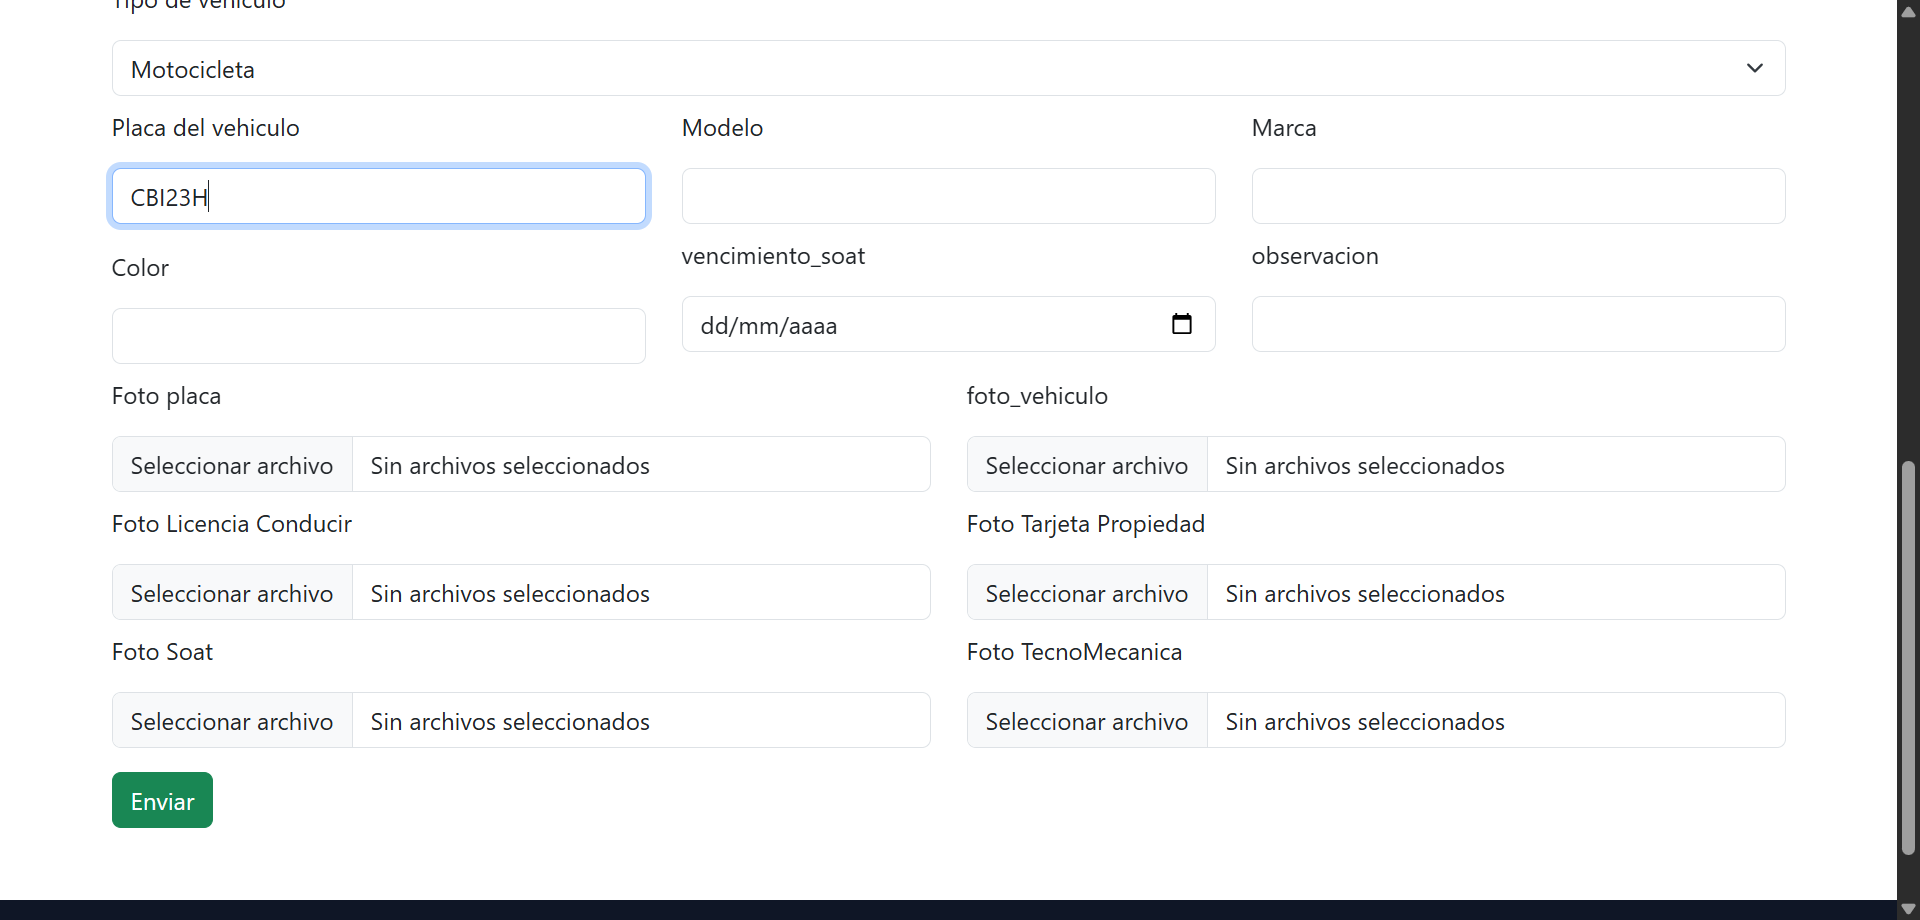 Tipo de vehiculo
Motocicleta
Placa del vehiculo
Modelo
Marca
CBI23H
Color
vencimiento_soat
observacion
dd/mm/aaaa
Foto placa
foto_vehiculo
Seleccionar archivo Sin archivos seleccionados
Seleccionar archivo Sin archivos seleccionados
Foto Licencia Conducir
Foto Tarjeta Propiedad
Seleccionar archivo Sin archivos seleccionados
Seleccionar archivo Sin archivos seleccionados
Foto Soat
Foto TecnoMecanica
Seleccionar archivo Sin archivos seleccionados
Seleccionar archivo Sin archivos seleccionados
Enviar